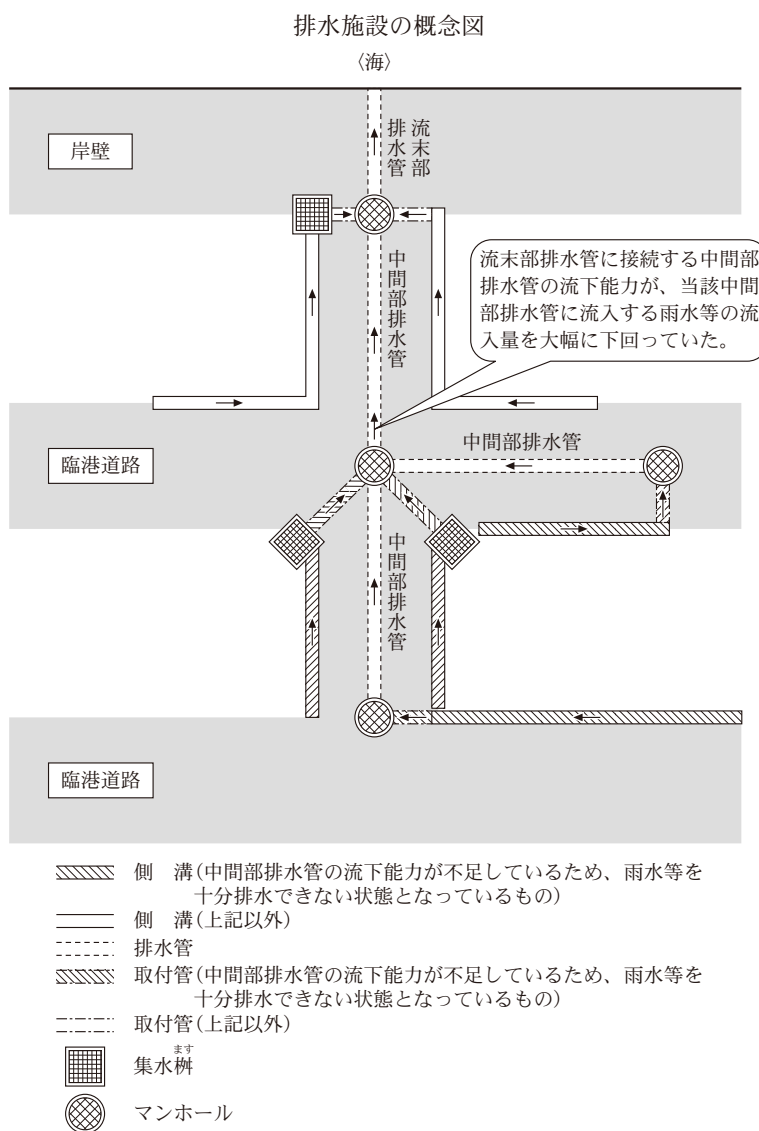 排水施設の概念図
〈海〉
岸壁
流末部
排水管
中間部排水管
流末部排水管に接続する中間部
排水管の流下能力が、当該中間
部排水管に流入する雨水等の流
入量を大幅に下回っていた。
臨港道路
中間部排水管
中間部排水管
臨港道路
側　溝(中間部排水管の流下能力が不足しているため、雨水等を
十分排水できない状態となっているもの)
側　溝(上記以外)
排水管
取付管(中間部排水管の流下能力が不足しているため、雨水等を
十分排水できない状態となっているもの)
取付管(上記以外)
ます
集水桝
マンホール